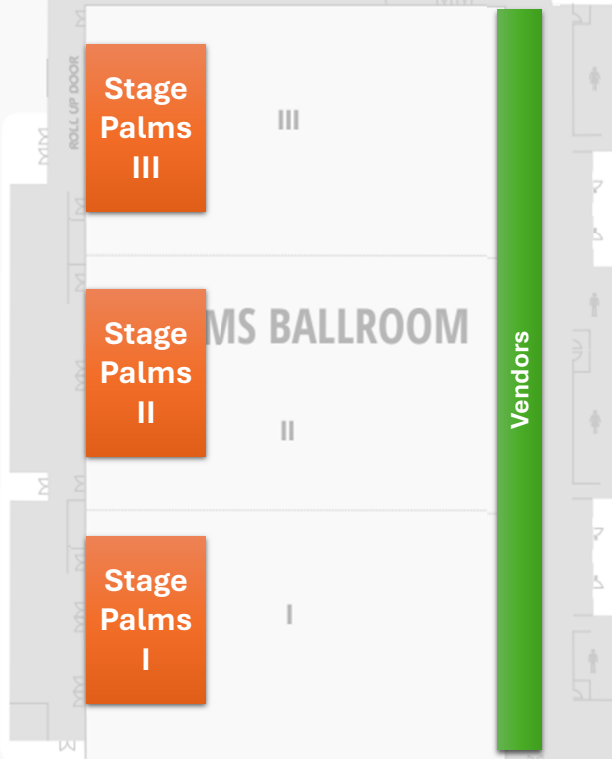 ROLL UP DOOR
Stage
Palms
III
III
Stage
Palms
II
MS BALLROOM
II
Stage
Palms
I
I
Vendors